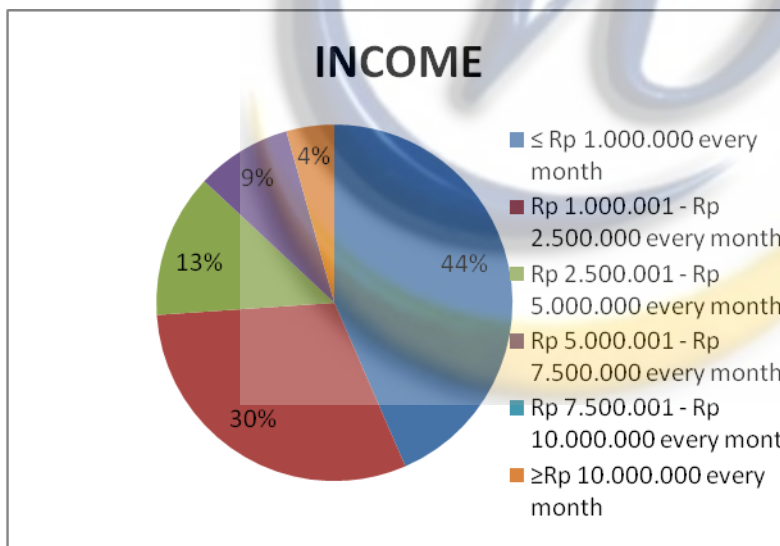 INCOME
4%
9%
13%
44%
30%
≤ Rp 1.000.000 every
month
Rp 1.000.001 - Rp
2.500.000 every month
Rp 2.500.001 - Rp
5.000.000 every month
Rp 5.000.001 - Rp
7.500.000 every month
Rp 7.500.001 - Rp
10.000.000 every mont
≥Rp 10.000.000 every
month